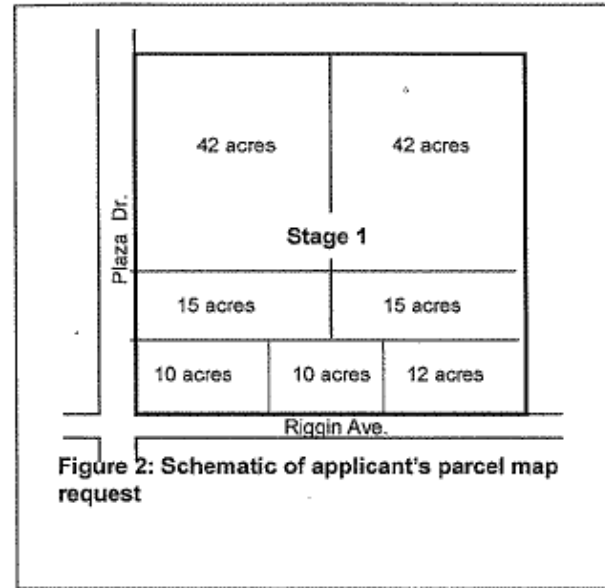 42 acres
42 acres
Plaza Dr.
Stage 1
15 acres
15 acres
10 acres
10 acres
12 acres
Riggin Ave.
Figure 2: Schematic of applicant's parcel map
request